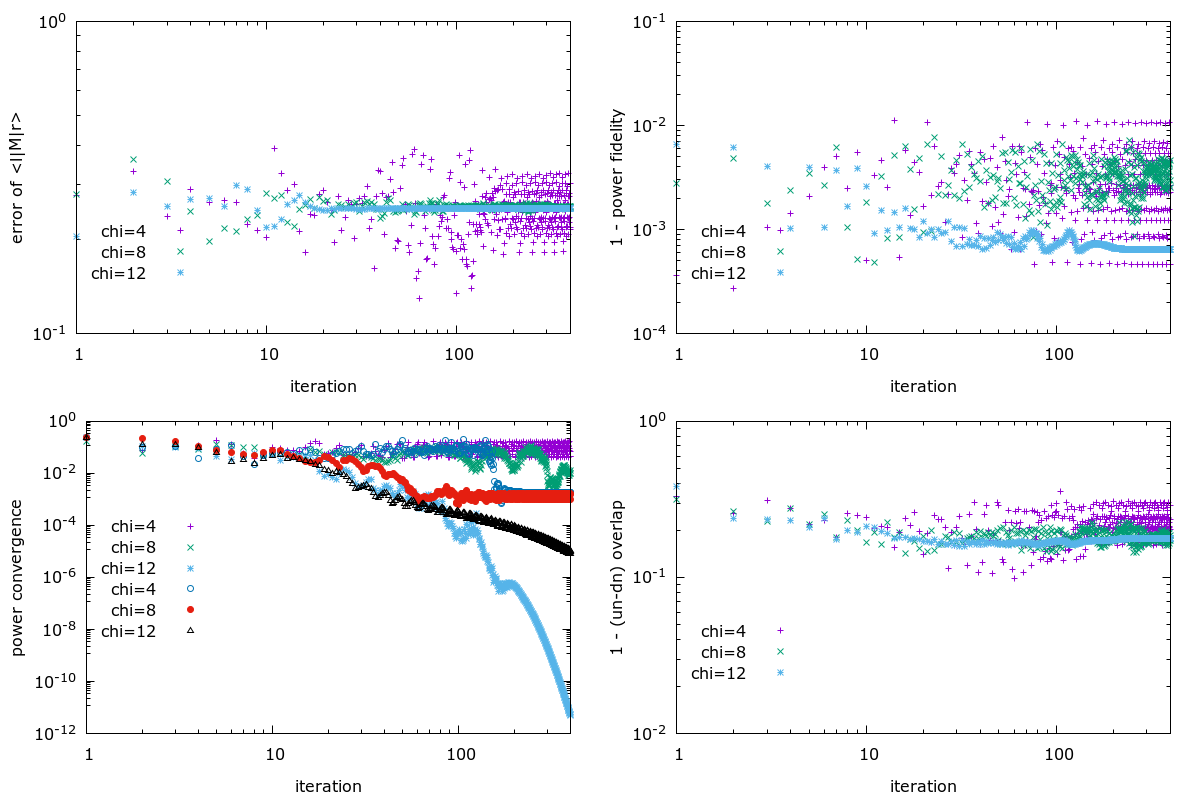 10^0
error of <l|M|r>
chi=4
chi=8
chi=12
10^-1
1 10 100
iteration
10^-1
10^-2
1 - power fidelity
10^-3
chi=4
chi=8
chi=12
10^-4
1 10 100
iteration
10^0
10^-2
10^-4
power convergence
chi=4
chi=8
chi=12
chi=4
chi=8
chi=12
10^-6
10^-8
10^-10
10^-12
1 10 100
iteration
10^0
10^-1
1 - (un-dn) overlap
chi=4
chi=8
chi=12
10^-2
1 10 100
iteration